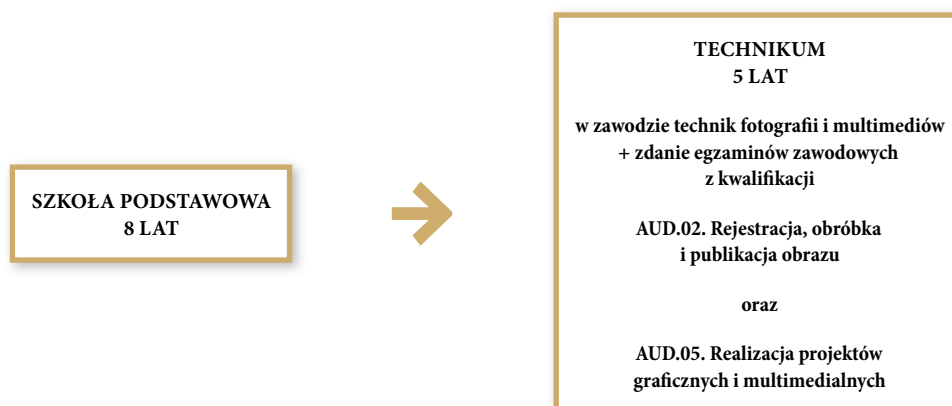 SZKOŁA PODSTAWOWA
8 LAT
TECHNIKUM
5 LAT
w zawodzie technik fotografii i multimediów
+ zdanie egzaminów zawodowych
z kwalifikacji
AUD.02. Rejestracja, obróbka
i publikacja obrazu
oraz
AUD.05. Realizacja projektów
graficznych i multimedialnych